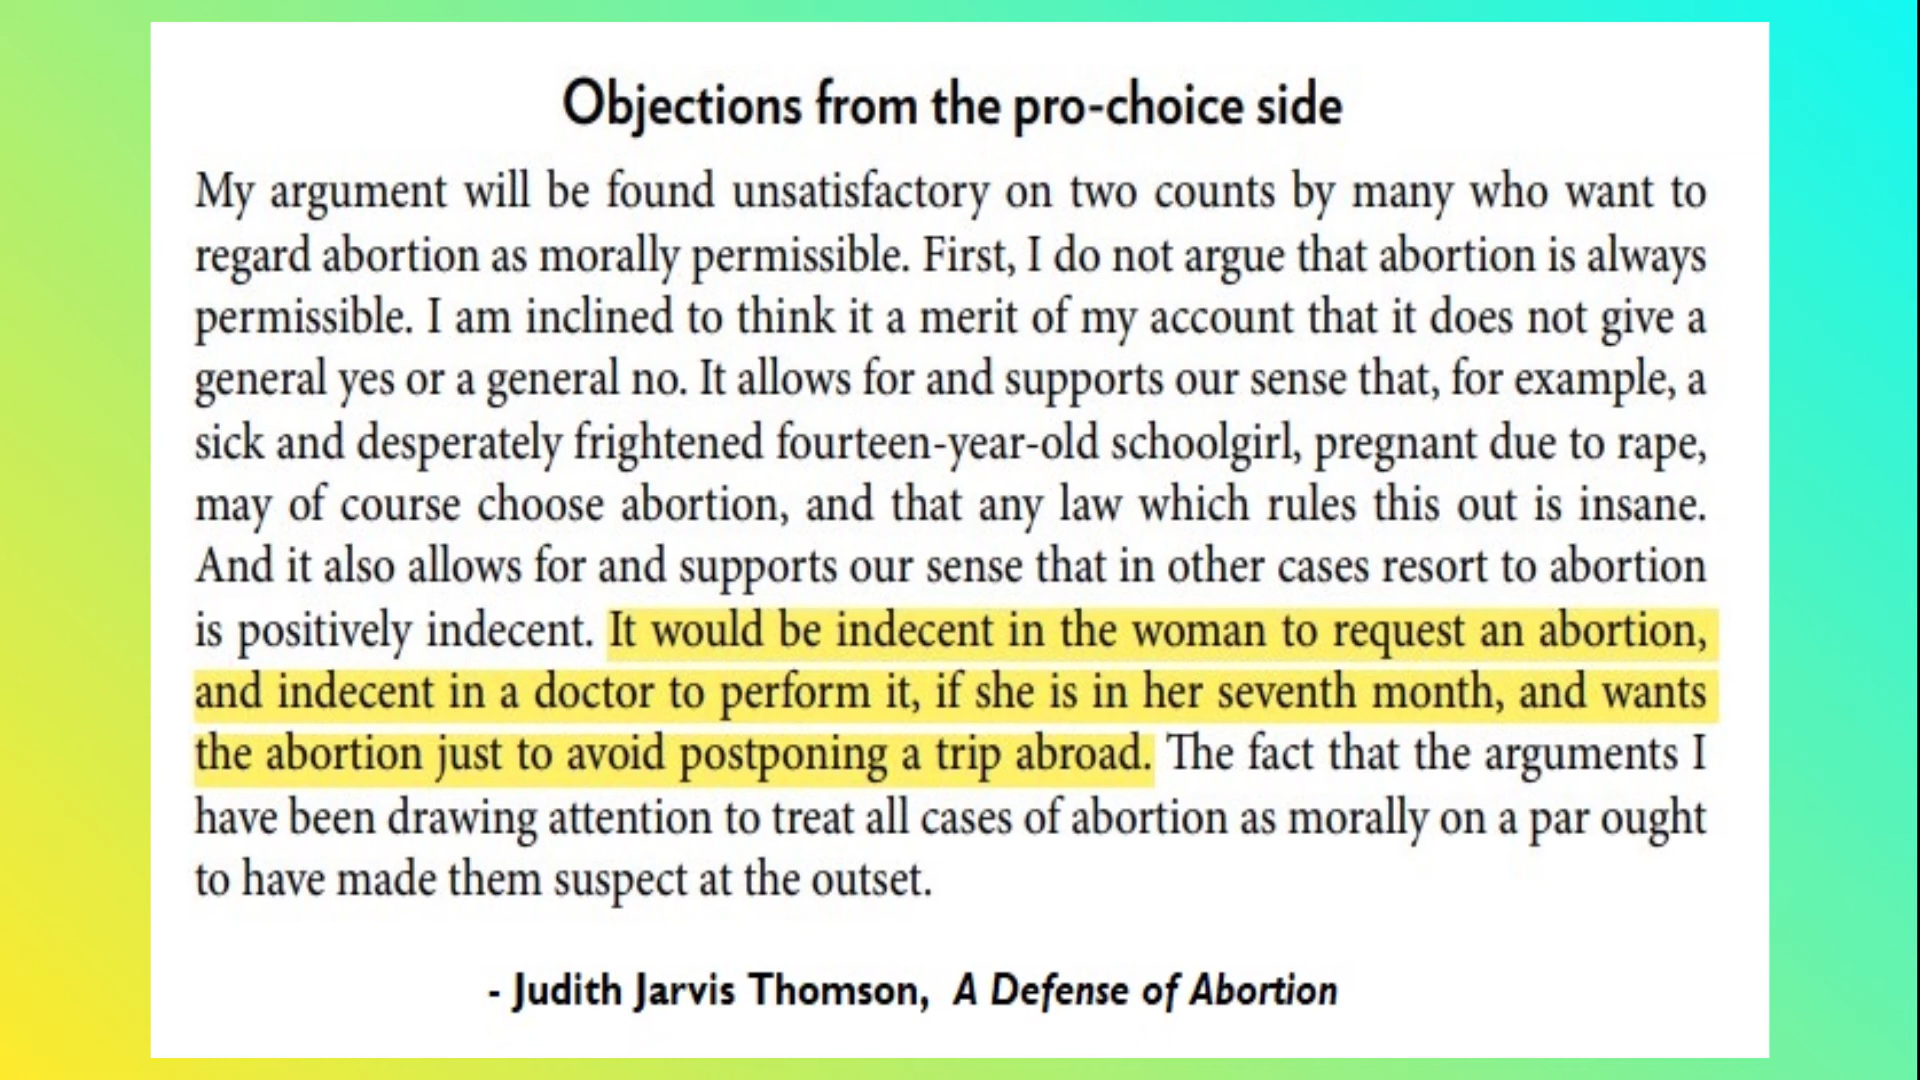 Objections from the pro-choice side
My argument will be found unsatisfactory on two counts by many who want to
regard abortion as morally permissible. First, I do not argue that abortion is always
permissible. I am inclined to think it a merit of my account that it does not give a
general yes or a general no. It allows for and supports our sense that, for example, a
sick and desperately frightened fourteen-year-old schoolgirl, pregnant due to rape,
may of course choose abortion, and that any law which rules this out is insane.
And it also allows for and supports our sense that in other cases resort to abortion
is positively indecent. It would be indecent in the woman to request an abortion,
and indecent in a doctor to perform it, if she is in her seventh month, and wants
the abortion just to avoid postponing a trip abroad. The fact that the arguments I
have been drawing attention to treat all cases of abortion as morally on a par ought
to have made them suspect at the outset.
- Judith Jarvis Thomson, A Defense of Abortion